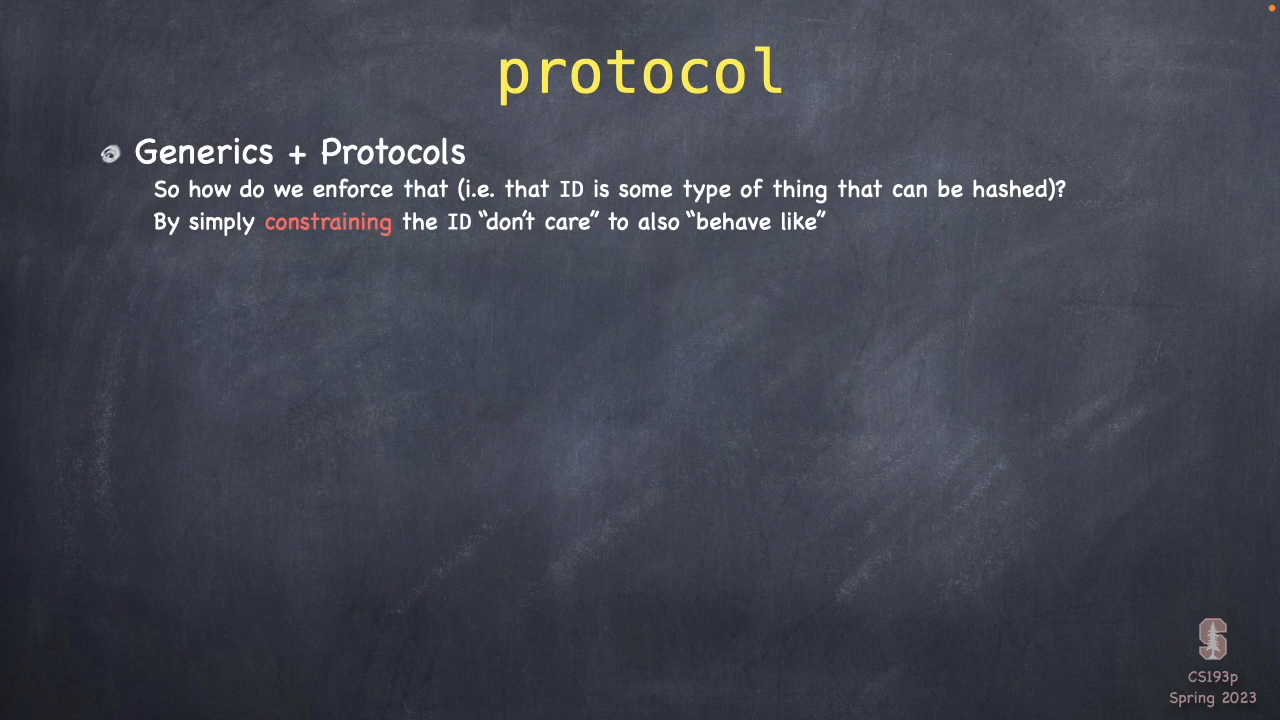 protocol
Generics + Protocols
So how do we enforce that (i.e. that ID is some type of thing that can be hashed)?
By simply constraining the ID “don’t care” to also “behave like”
S
CS193p
Spring 2023